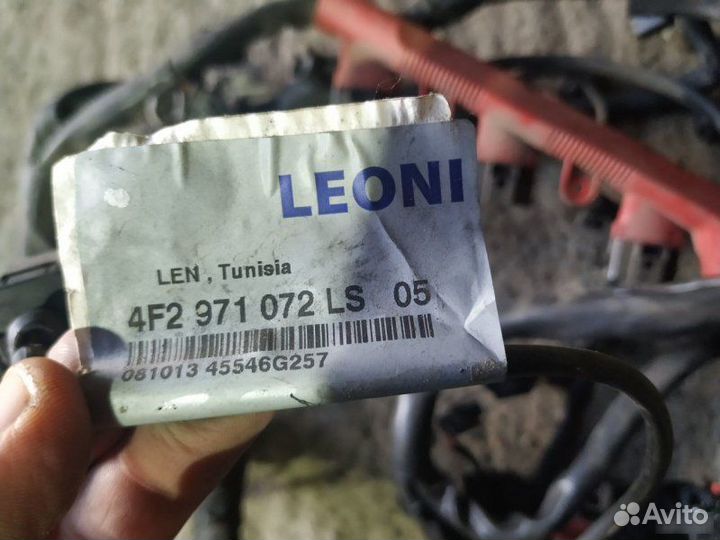 LEONI
LEN , Tunisia
4F2 971 072 LS 05
081013 45546G257
Avito